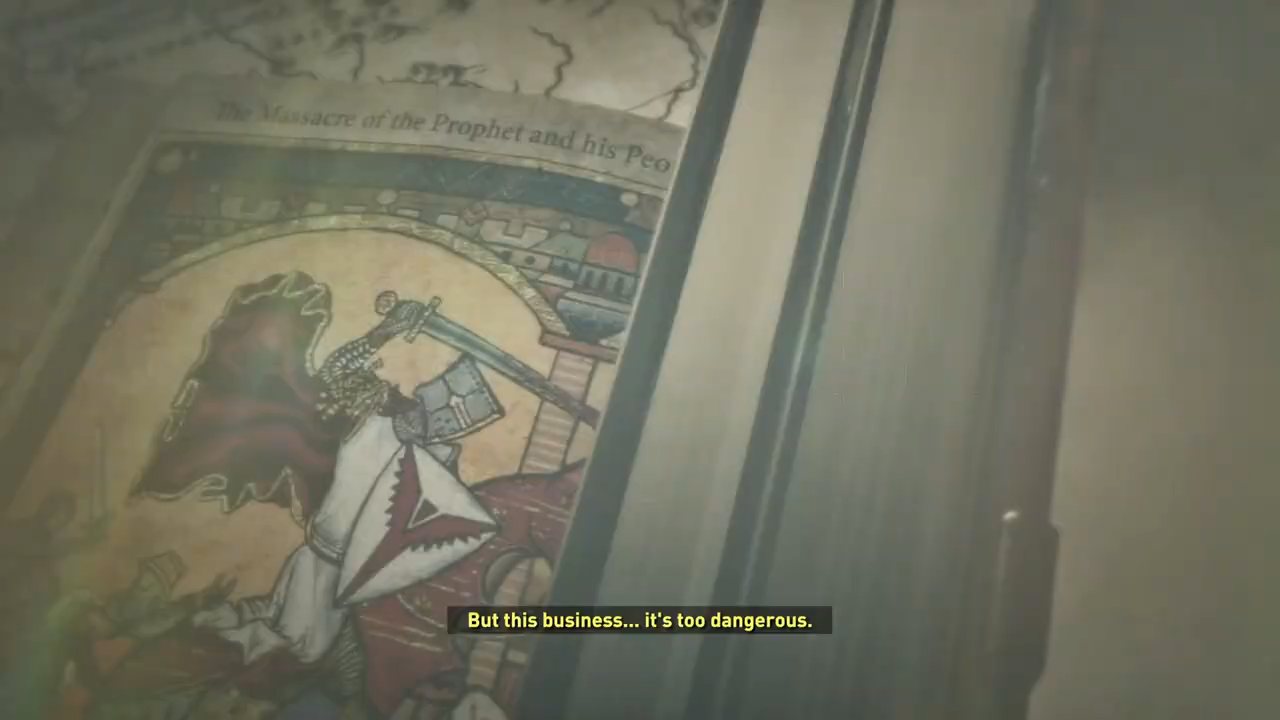 The Massacre of the Prophet and his Peo
But this business... it's too dangerous.